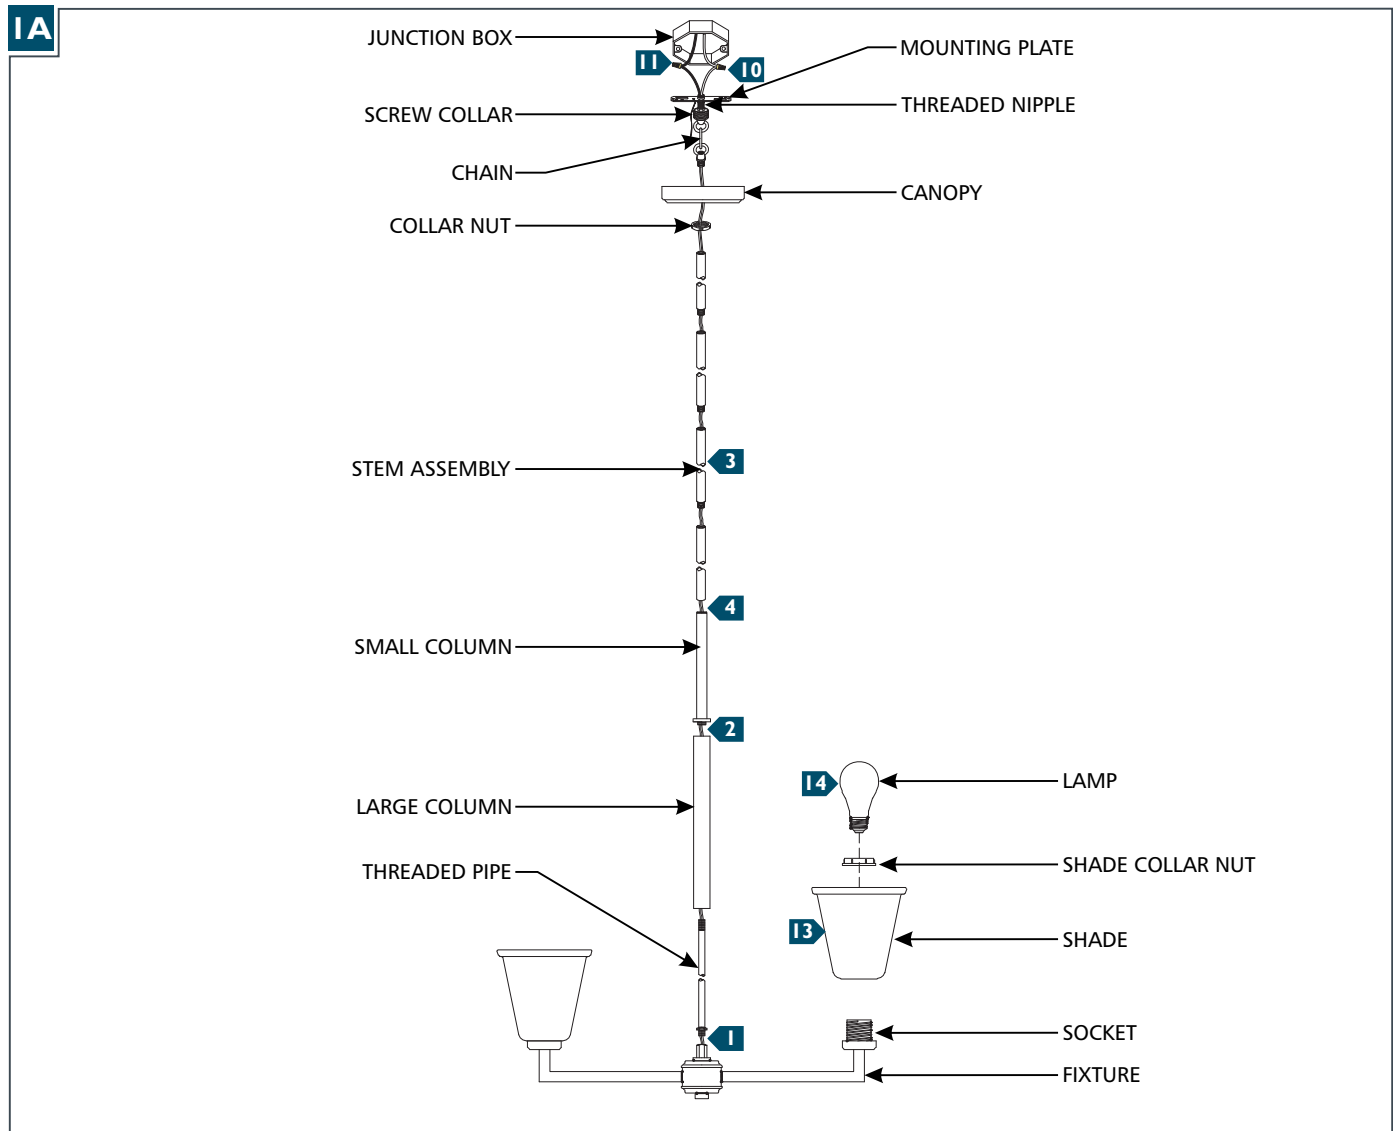 1A
JUNCTION BOX
MOUNTING PLATE
11
10
THREADED NIPPLE
SCREW COLLAR
CHAIN
CANOPY
COLLAR NUT
STEM ASSEMBLY
3
4
SMALL COLUMN
2
14
LAMP
LARGE COLUMN
SHADE COLLAR NUT
THREADED PIPE
13
SHADE
SOCKET
1
FIXTURE